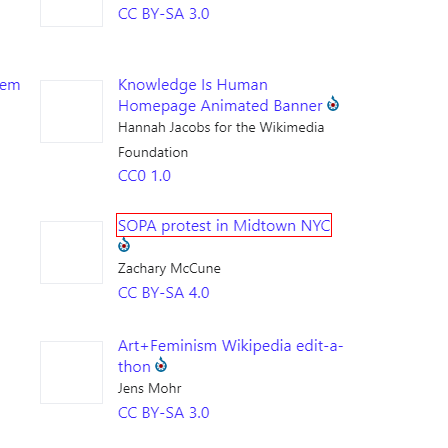 CC BY-SA 3.0
em
Knowledge Is Human
Homepage Animated Banner
Hannah Jacobs for the Wikimedia
Foundation
CC0 1.0
SOPA protest in Midtown NYC
Zachary McCune
CC BY-SA 4.0
Art+Feminism Wikipedia edit-a-
thon
Jens Mohr
CC BY-SA 3.0